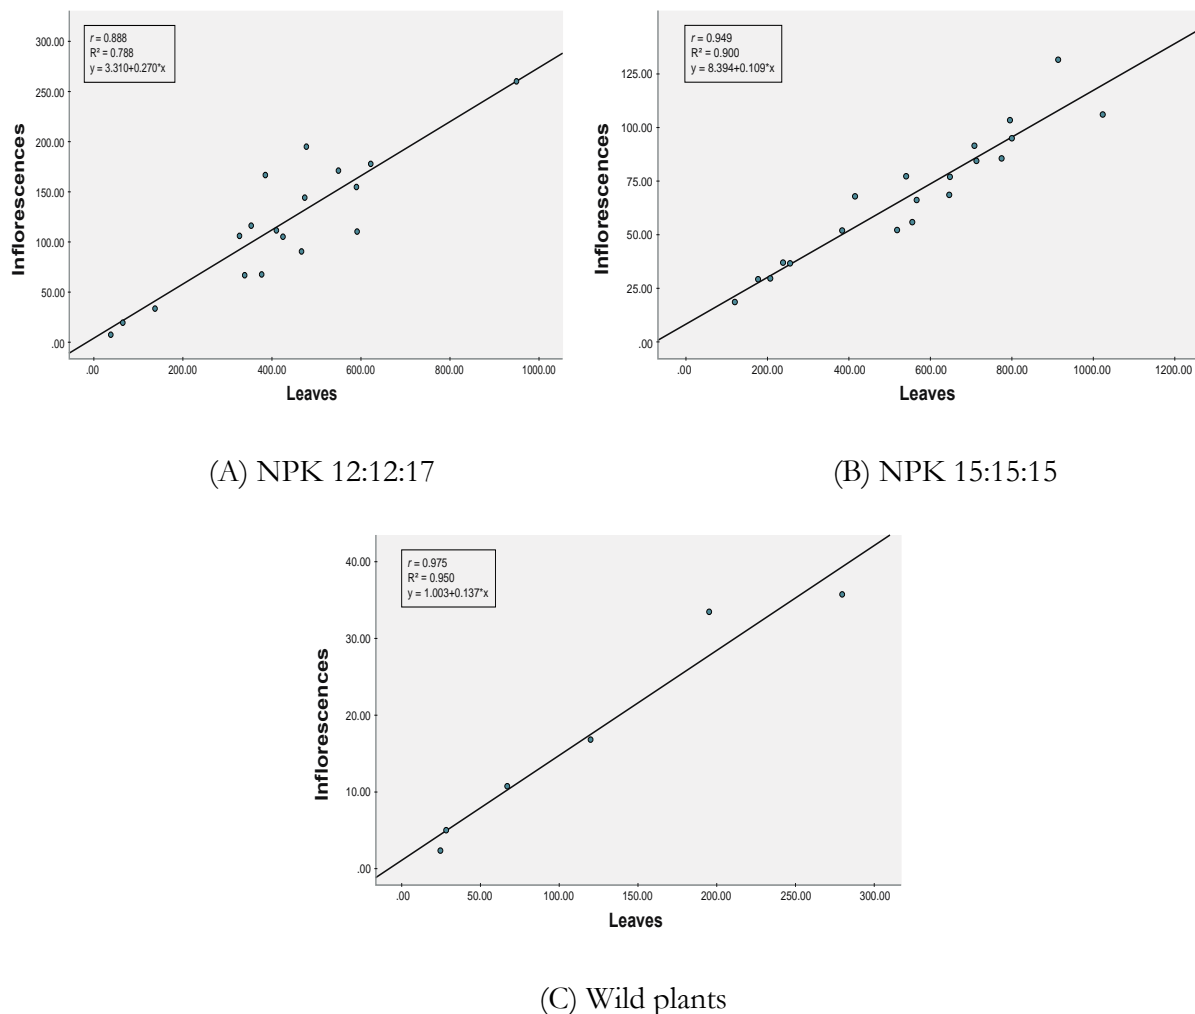 r = 0.888
R² = 0.788
y = 3.310+0.270*x
300.00
250.00
200.00
150.00
100.00
50.00
.00
Inflorescences
.00 200.00 400.00 600.00 800.00 1000.00
Leaves
(A) NPK 12:12:17
r = 0.949
R² = 0.900
y = 8.394+0.109*x
125.00
100.00
75.00
50.00
25.00
.00
Inflorescences
.00 200.00 400.00 600.00 800.00 1000.00 1200.00
Leaves
(B) NPK 15:15:15
r = 0.975
R² = 0.950
y = 1.003+0.137*x
40.00
30.00
20.00
10.00
.00
Inflorescences
.00 50.00 100.00 150.00 200.00 250.00 300.00
Leaves
(C) Wild plants